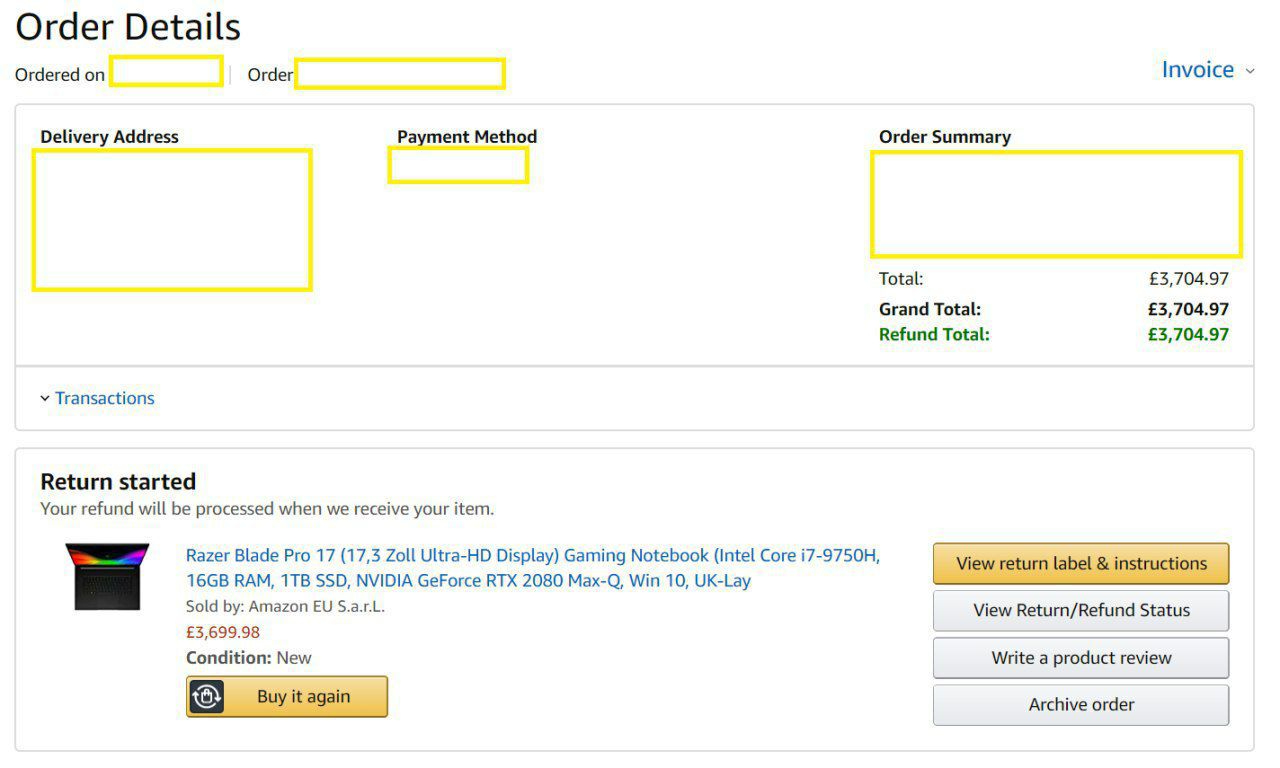 Order Details
Ordered on
Order
Invoice
Delivery Address
Payment Method
Order Summary
Total: £3,704.97
Grand Total: £3,704.97
Refund Total: £3,704.97
Transactions
Return started
Your refund will be processed when we receive your item.
Razer Blade Pro 17 (17,3 Zoll Ultra-HD Display) Gaming Notebook (Intel Core i7-9750H,
16GB RAM, 1TB SSD, NVIDIA GeForce RTX 2080 Max-Q, Win 10, UK-Lay
Sold by: Amazon EU S.a.r.L.
£3,699.98
Condition: New
Buy it again
View return label & instructions
View Return/Refund Status
Write a product review
Archive order